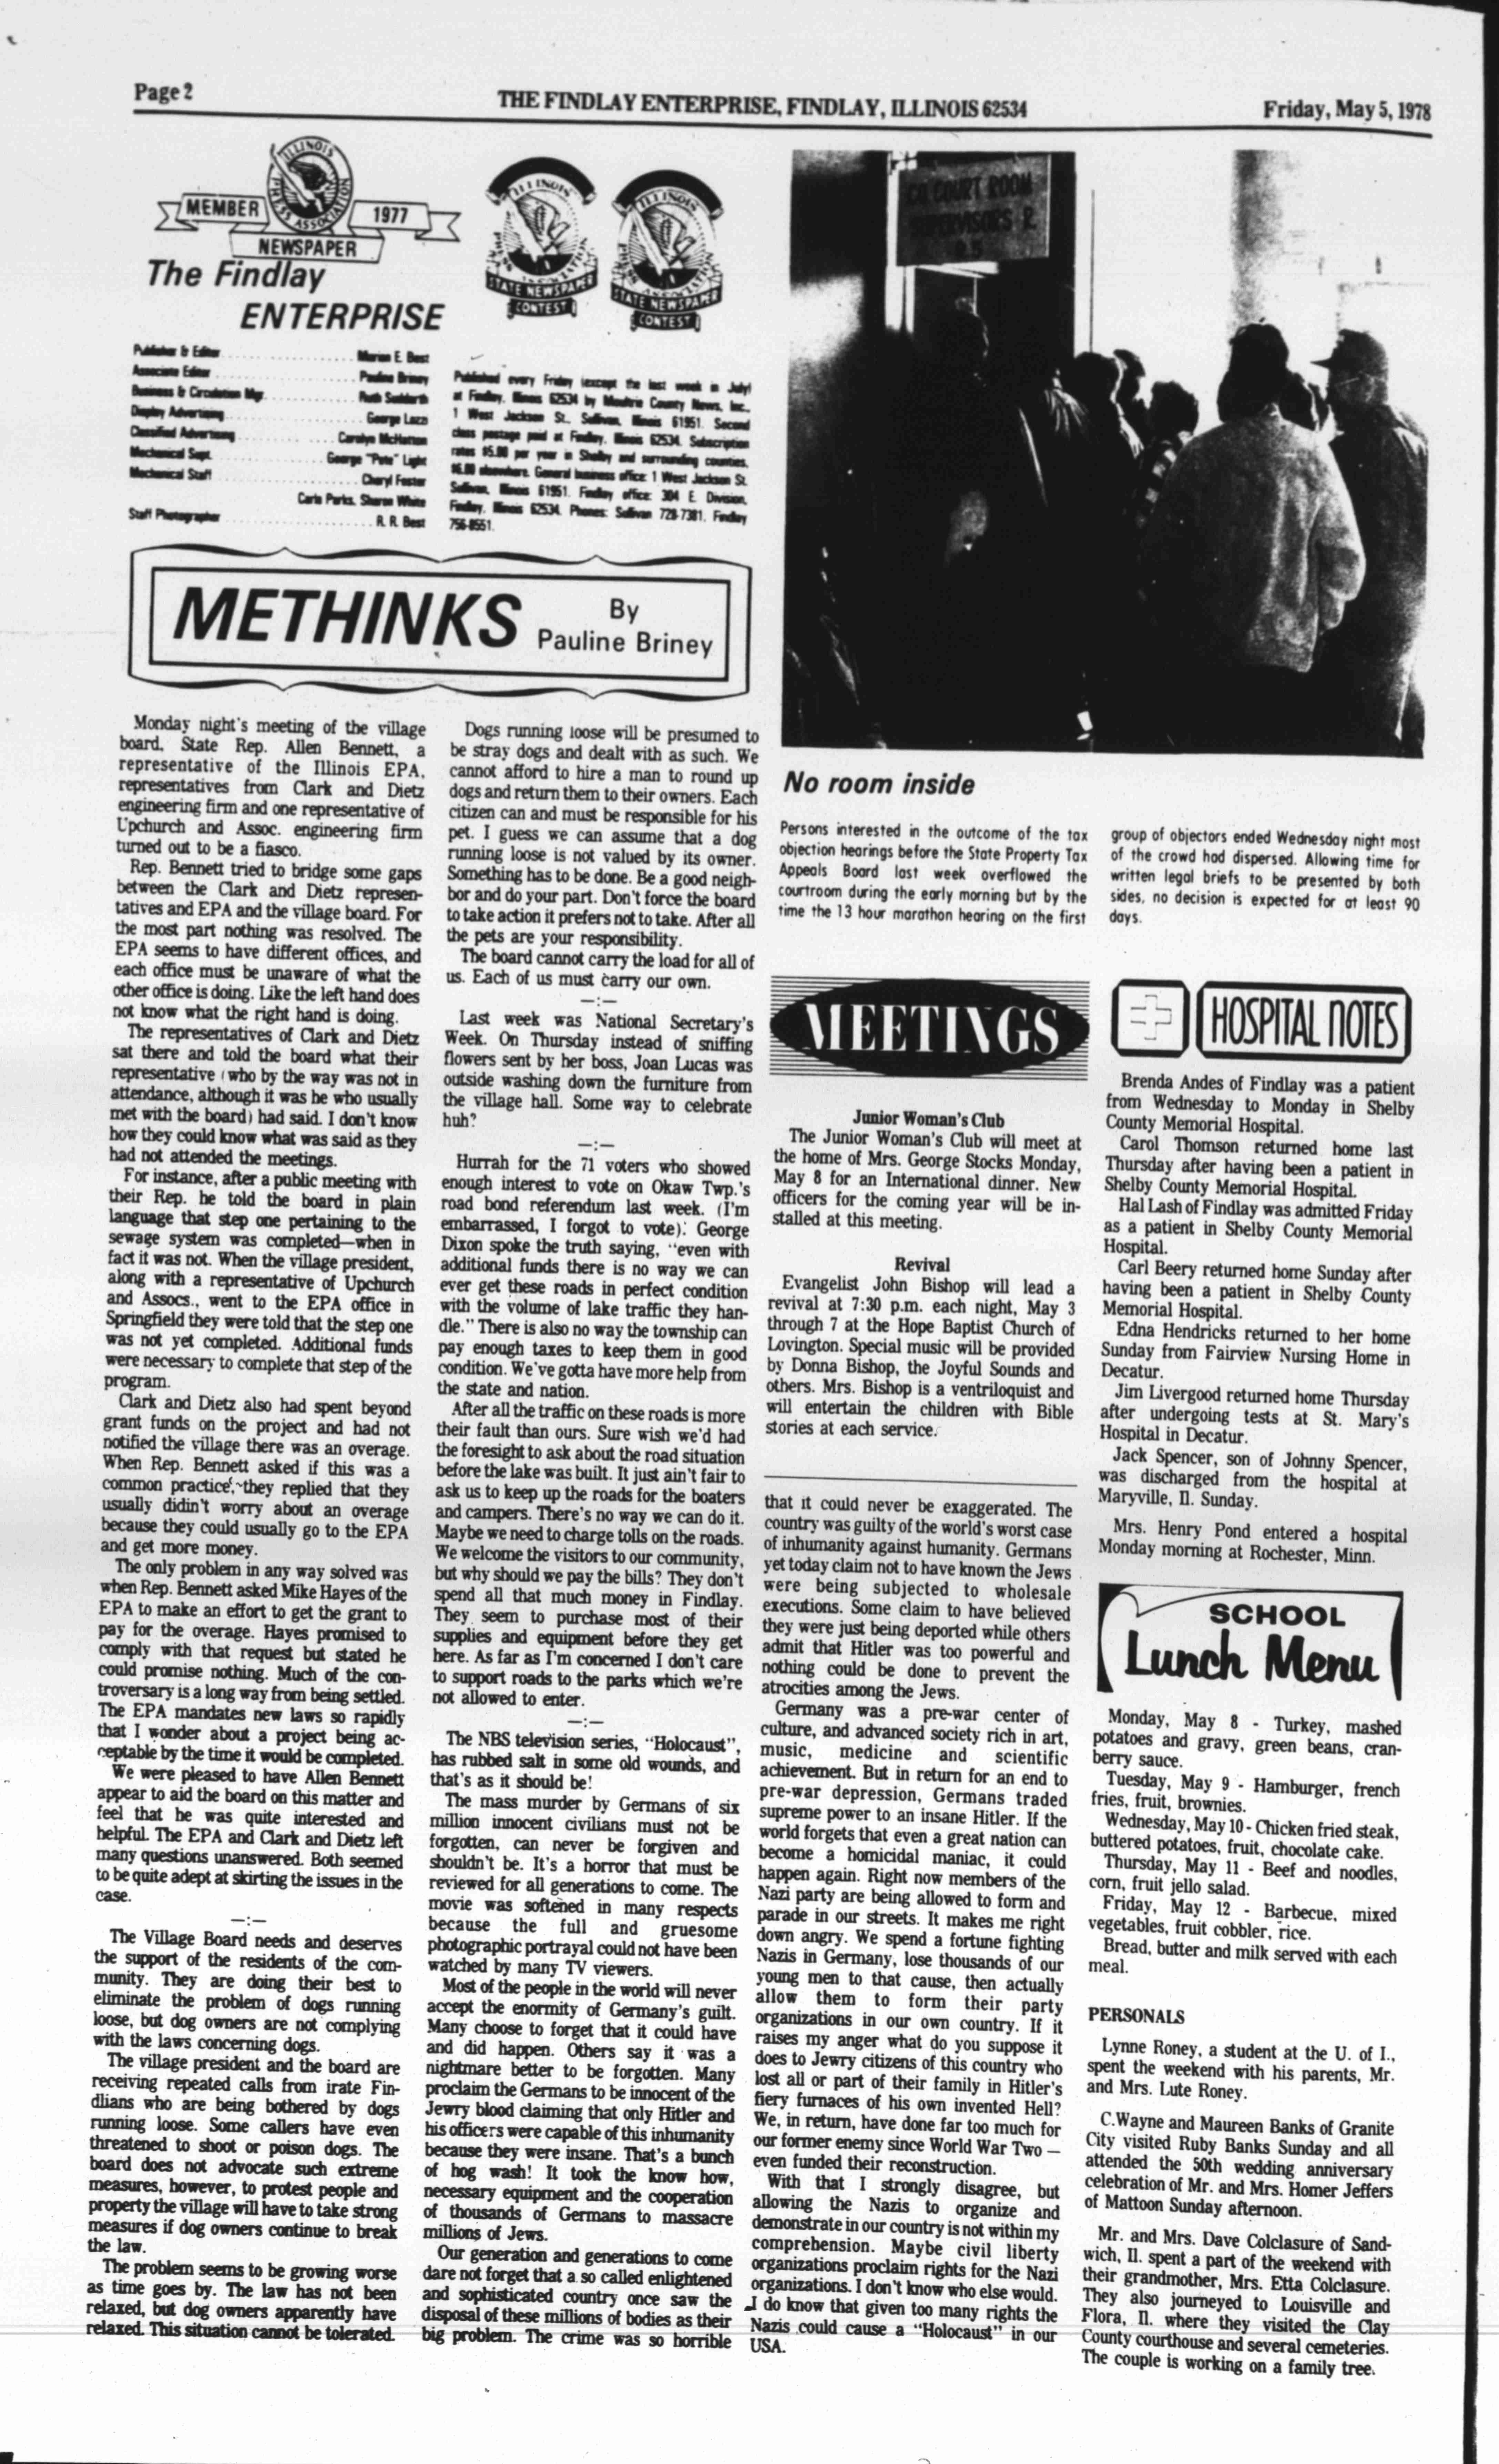 Page 2
THE FINDLAY ENTERPRISE, FINDLAY, ILLINOIS 62534
Friday, May 5, 1978
ILLINOIS
PRESS ASSOCIATION
MEMBER
1977
NEWSPAPER
The Findlay
ENTERPRISE
ILLINOIS
PRESS ASSOCIATION
STATE NEWSPAPER
CONTEST
ILLINOIS
PRESS ASSOCIATION
STATE NEWSPAPER
CONTEST
Publisher & Editor Marion E. Best
Associate Editor Pauline Briney
Business & Circulation Mgr. Ruth Suddarth
Display Advertising George Lazzi
Classified Advertising Carolyn McHatton
Mechanical Supt. George "Pete" Light
Mechanical Staff Cheryl Foster
Carla Parks, Sharon White
Staff Photographer R. R. Best
Published every Friday (except the last week in July)
at Findlay, Illinois 62534 by Moultrie County News, Inc.,
1 West Jackson St., Sullivan, Illinois 61951. Second
class postage paid at Findlay, Illinois 62534. Subscription
rates $5.00 per year in Shelby and surrounding counties,
$6.00 elsewhere. General business office: 1 West Jackson St.
Sullivan, Illinois 61951. Findlay office: 304 E. Division,
Findlay, Illinois 62534. Phones: Sullivan 728-7381, Findlay
756-8551.
METHINKS
By
Pauline Briney
Monday night's meeting of the village
board, State Rep. Allen Bennett, a
representative of the Illinois EPA,
representatives from Clark and Dietz
engineering firm and one representative of
Upchurch and Assoc. engineering firm
turned out to be a fiasco.
Rep. Bennett tried to bridge some gaps
between the Clark and Dietz represen-
tatives and EPA and the village board. For
the most part nothing was resolved. The
EPA seems to have different offices, and
each office must be unaware of what the
other office is doing. Like the left hand does
not know what the right hand is doing.
The representatives of Clark and Dietz
sat there and told the board what their
representative (who by the way was not in
attendance, although it was he who usually
met with the board) had said. I don't know
how they could know what was said as they
had not attended the meetings.
For instance, after a public meeting with
their Rep. he told the board in plain
language that step one pertaining to the
sewage system was completed—when in
fact it was not. When the village president,
along with a representative of Upchurch
and Assocs., went to the EPA office in
Springfield they were told that the step one
was not yet completed. Additional funds
were necessary to complete that step of the
program.
Clark and Dietz also had spent beyond
grant funds on the project and had not
notified the village there was an overage.
When Rep. Bennett asked if this was a
common practice, they replied that they
usually didin't worry about an overage
because they could usually go to the EPA
and get more money.
The only problem in any way solved was
when Rep. Bennett asked Mike Hayes of the
EPA to make an effort to get the grant to
pay for the overage. Hayes promised to
comply with that request but stated he
could promise nothing. Much of the con-
troversary is a long way from being settled.
The EPA mandates new laws so rapidly
that I wonder about a project being ac-
ceptable by the time it would be completed.
We were pleased to have Allen Bennett
appear to aid the board on this matter and
feel that he was quite interested and
helpful. The EPA and Clark and Dietz left
many questions unanswered. Both seemed
to be quite adept at skirting the issues in the
case.
—:—
The Village Board needs and deserves
the support of the residents of the com-
munity. They are doing their best to
eliminate the problem of dogs running
loose, but dog owners are not complying
with the laws concerning dogs.
The village president and the board are
receiving repeated calls from irate Fin-
dlians who are being bothered by dogs
running loose. Some callers have even
threatened to shoot or poison dogs. The
board does not advocate such extreme
measures, however, to protest people and
property the village will have to take strong
measures if dog owners continue to break
the law.
The problem seems to be growing worse
as time goes by. The law has not been
relaxed, but dog owners apparently have
relaxed. This situation cannot be tolerated.
Dogs running loose will be presumed to
be stray dogs and dealt with as such. We
cannot afford to hire a man to round up
dogs and return them to their owners. Each
citizen can and must be responsible for his
pet. I guess we can assume that a dog
running loose is not valued by its owner.
Something has to be done. Be a good neigh-
bor and do your part. Don't force the board
to take action it prefers not to take. After all
the pets are your responsibility.
The board cannot carry the load for all of
us. Each of us must carry our own.
—:—
Last week was National Secretary's
Week. On Thursday instead of sniffing
flowers sent by her boss, Joan Lucas was
outside washing down the furniture from
the village hall. Some way to celebrate
huh?
—:—
Hurrah for the 71 voters who showed
enough interest to vote on Okaw Twp.'s
road bond referendum last week. (I'm
embarrassed, I forgot to vote). George
Dixon spoke the truth saying, "even with
additional funds there is no way we can
ever get these roads in perfect condition
with the volume of lake traffic they han-
dle." There is also no way the township can
pay enough taxes to keep them in good
condition. We've gotta have more help from
the state and nation.
After all the traffic on these roads is more
their fault than ours. Sure wish we'd had
the foresight to ask about the road situation
before the lake was built. It just ain't fair to
ask us to keep up the roads for the boaters
and campers. There's no way we can do it.
Maybe we need to charge tolls on the roads.
We welcome the visitors to our community,
but why should we pay the bills? They don't
spend all that much money in Findlay.
They seem to purchase most of their
supplies and equipment before they get
here. As far as I'm concerned I don't care
to support roads to the parks which we're
not allowed to enter.
—:—
The NBS television series, "Holocaust",
has rubbed salt in some old wounds, and
that's as it should be!
The mass murder by Germans of six
million innocent civilians must not be
forgotten, can never be forgiven and
shouldn't be. It's a horror that must be
reviewed for all generations to come. The
movie was softened in many respects
because the full and gruesome
photographic portrayal could not have been
watched by many TV viewers.
Most of the people in the world will never
accept the enormity of Germany's guilt.
Many choose to forget that it could have
and did happen. Others say it was a
nightmare better to be forgotten. Many
proclaim the Germans to be innocent of the
Jewry blood claiming that only Hitler and
his officers were capable of this inhumanity
because they were insane. That's a bunch
of hog wash! It took the know how,
necessary equipment and the cooperation
of thousands of Germans to massacre
millions of Jews.
Our generation and generations to come
dare not forget that a so called enlightened
and sophisticated country once saw the
disposal of these millions of bodies as their
big problem. The crime was so horrible
that it could never be exaggerated. The
country was guilty of the world's worst case
of inhumanity against humanity. Germans
yet today claim not to have known the Jews
were being subjected to wholesale
executions. Some claim to have believed
they were just being deported while others
admit that Hitler was too powerful and
nothing could be done to prevent the
atrocities among the Jews.
Germany was a pre-war center of
culture, and advanced society rich in art,
music, medicine and scientific
achievement. But in return for an end to
pre-war depression, Germans traded
supreme power to an insane Hitler. If the
world forgets that even a great nation can
become a homicidal maniac, it could
happen again. Right now members of the
Nazi party are being allowed to form and
parade in our streets. It makes me right
down angry. We spend a fortune fighting
Nazis in Germany, lose thousands of our
young men to that cause, then actually
allow them to form their party
organizations in our own country. If it
raises my anger what do you suppose it
does to Jewry citizens of this country who
lost all or part of their family in Hitler's
fiery furnaces of his own invented Hell?
We, in return, have done far too much for
our former enemy since World War Two —
even funded their reconstruction.
With that I strongly disagree, but
allowing the Nazis to organize and
demonstrate in our country is not within my
comprehension. Maybe civil liberty
organizations proclaim rights for the Nazi
organizations. I don't know who else would.
I do know that given too many rights the
Nazis could cause a "Holocaust" in our
USA.
CO. COURT ROOM
SUPERVISORS R.
No room inside
Persons interested in the outcome of the tax
objection hearings before the State Property Tax
Appeals Board last week overflowed the
courtroom during the early morning but by the
time the 13 hour marathon hearing on the first
group of objectors ended Wednesday night most
of the crowd had dispersed. Allowing time for
written legal briefs to be presented by both
sides, no decision is expected for at least 90
days.
MEETINGS
Junior Woman's Club
The Junior Woman's Club will meet at
the home of Mrs. George Stocks Monday,
May 8 for an International dinner. New
officers for the coming year will be in-
stalled at this meeting.
Revival
Evangelist John Bishop will lead a
revival at 7:30 p.m. each night, May 3
through 7 at the Hope Baptist Church of
Lovington. Special music will be provided
by Donna Bishop, the Joyful Sounds and
others. Mrs. Bishop is a ventriloquist and
will entertain the children with Bible
stories at each service.
HOSPITAL NOTES
Brenda Andes of Findlay was a patient
from Wednesday to Monday in Shelby
County Memorial Hospital.
Carol Thomson returned home last
Thursday after having been a patient in
Shelby County Memorial Hospital.
Hal Lash of Findlay was admitted Friday
as a patient in Shelby County Memorial
Hospital.
Carl Beery returned home Sunday after
having been a patient in Shelby County
Memorial Hospital.
Edna Hendricks returned to her home
Sunday from Fairview Nursing Home in
Decatur.
Jim Livergood returned home Thursday
after undergoing tests at St. Mary's
Hospital in Decatur.
Jack Spencer, son of Johnny Spencer,
was discharged from the hospital at
Maryville, Il. Sunday.
Mrs. Henry Pond entered a hospital
Monday morning at Rochester, Minn.
SCHOOL
Lunch Menu
Monday, May 8 - Turkey, mashed
potatoes and gravy, green beans, cran-
berry sauce.
Tuesday, May 9 - Hamburger, french
fries, fruit, brownies.
Wednesday, May 10 - Chicken fried steak,
buttered potatoes, fruit, chocolate cake.
Thursday, May 11 - Beef and noodles,
corn, fruit jello salad.
Friday, May 12 - Barbecue, mixed
vegetables, fruit cobbler, rice.
Bread, butter and milk served with each
meal.
PERSONALS
Lynne Roney, a student at the U. of I.,
spent the weekend with his parents, Mr.
and Mrs. Lute Roney.
C.Wayne and Maureen Banks of Granite
City visited Ruby Banks Sunday and all
attended the 50th wedding anniversary
celebration of Mr. and Mrs. Homer Jeffers
of Mattoon Sunday afternoon.
Mr. and Mrs. Dave Colclasure of Sand-
wich, Il. spent a part of the weekend with
their grandmother, Mrs. Etta Colclasure.
They also journeyed to Louisville and
Flora, Il. where they visited the Clay
County courthouse and several cemeteries.
The couple is working on a family tree.